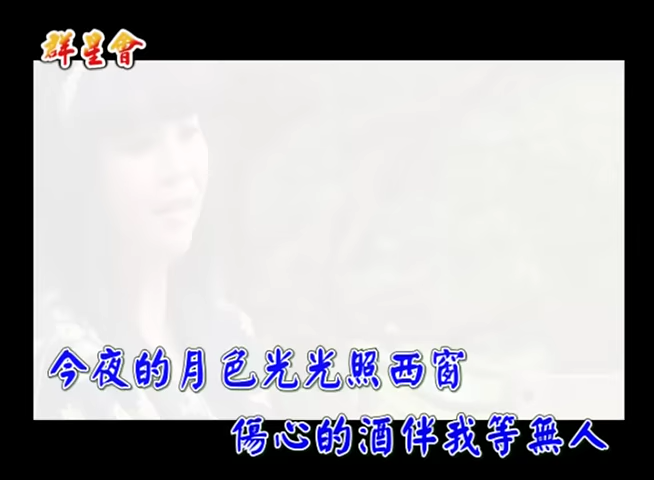 群星會
今夜的月色光光照西窗
傷心的酒伴我等無人